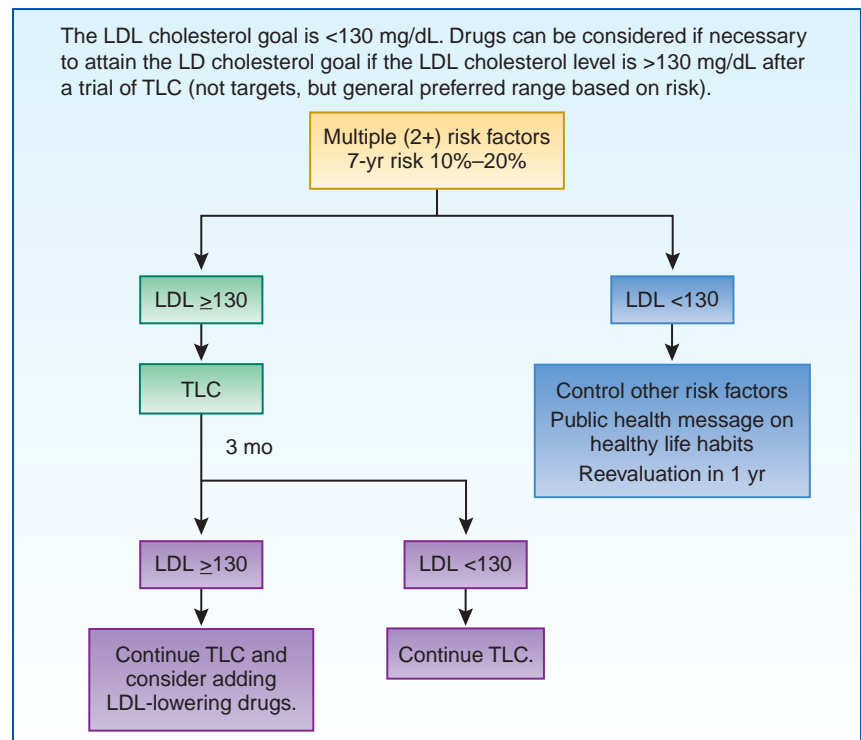 The LDL cholesterol goal is <130 mg/dL. Drugs can be considered if necessary
to attain the LD cholesterol goal if the LDL cholesterol level is >130 mg/dL after
a trial of TLC (not targets, but general preferred range based on risk).
Multiple (2+) risk factors
7-yr risk 10%–20%
LDL ≥130
LDL <130
TLC
Control other risk factors
Public health message on
healthy life habits
Reevaluation in 1 yr
3 mo
LDL ≥130
LDL <130
Continue TLC and
consider adding
LDL-lowering drugs.
Continue TLC.